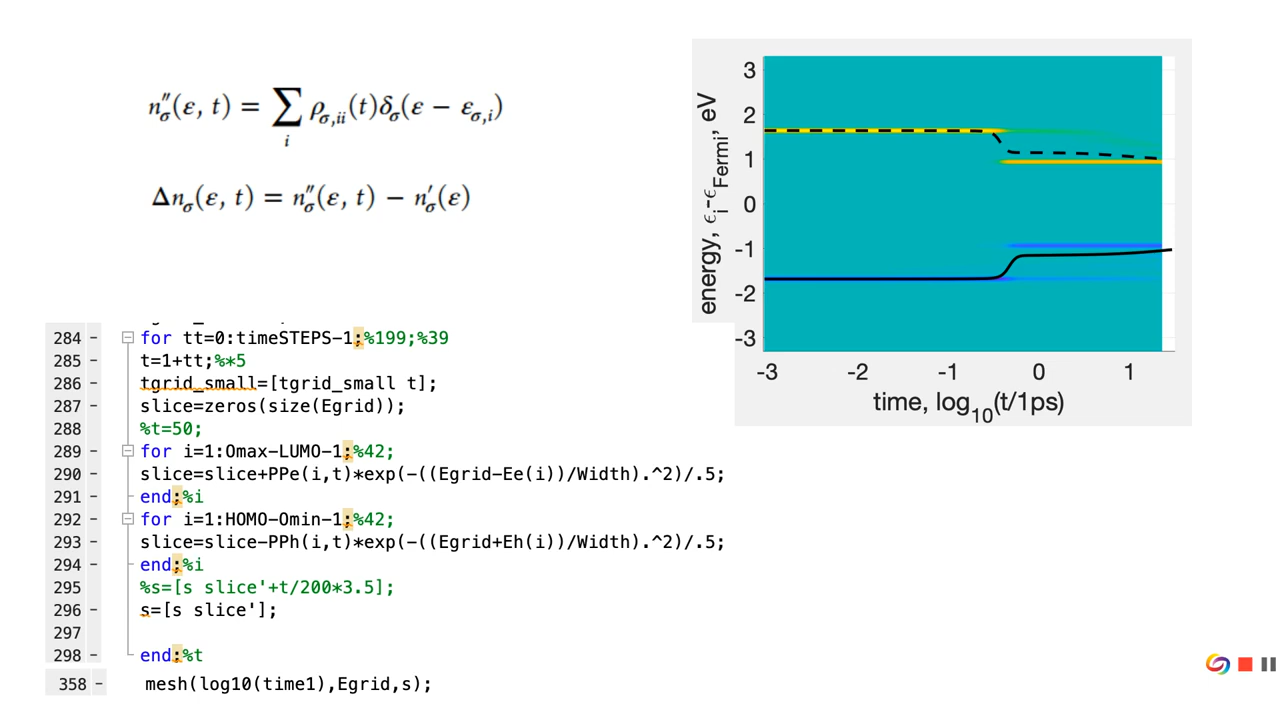 n″σ(ε, t) = ∑i ρσ,ii(t)δσ(ε − εσ,i)
Δnσ(ε, t) = n″σ(ε, t) − n′σ(ε)
284 – for tt=0:timeSTEPS-1;%199;%39
285 – t=1+tt;%*5
286 – tgrid_small=[tgrid_small t];
287 – slice=zeros(size(Egrid));
288 %t=50;
289 – for i=1:Omax-LUMO-1;%42;
290 – slice=slice+PPe(i,t)*exp(-((Egrid-Ee(i))/Width).^2)/.5;
291 – end;%i
292 – for i=1:HOMO-Omin-1;%42;
293 – slice=slice-PPh(i,t)*exp(-((Egrid+Eh(i))/Width).^2)/.5;
294 – end;%i
295 %s=[s slice'+t/200*3.5];
296 – s=[s slice'];
297
298 – end;%t
358 – mesh(log10(time1),Egrid,s);
energy, ϵi-ϵFermi, eV
3
2
1
0
-1
-2
-3
-3 -2 -1 0 1
time, log10(t/1ps)